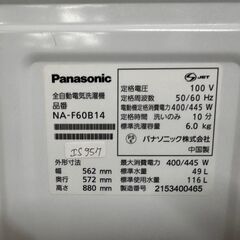 Panasonic
全自動電気洗濯機
品番
NA-F60B14
IS 9517
外形寸法
幅 562 mm
奥行 572 mm
高さ 880 mm
JET
定格電圧 100 V
定格周波数 50/60 Hz
電動機定格消費電力 400/445 W
定格時間 洗いのみ 10 分
標準洗濯容量 6.0 kg
パナソニック株式会社
中国製
最大消費電力 400/445 W
標準水量 49 L
標準使用水量 116 L
2153400465